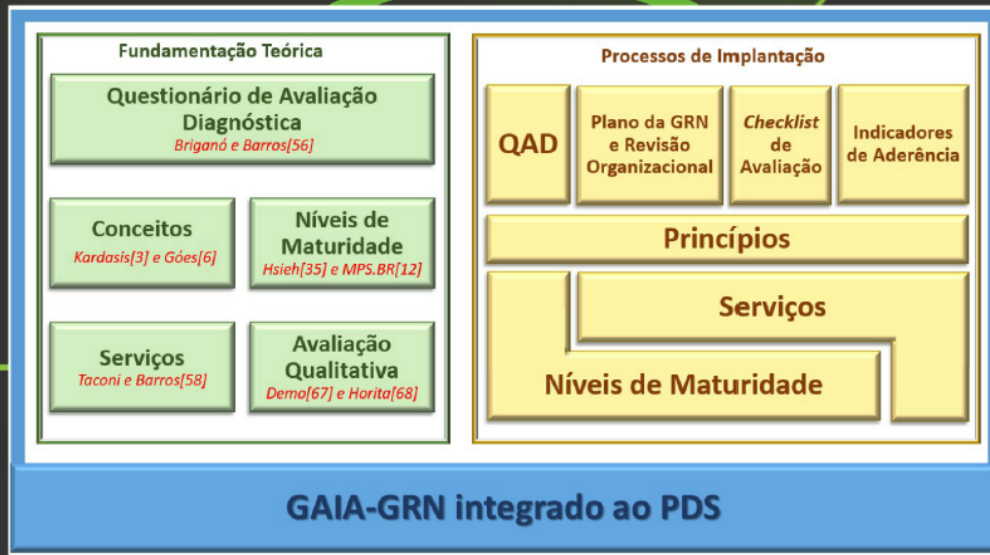 Fundamentação Teórica
Questionário de Avaliação
Diagnóstica
Briganó e Barros[56]
Conceitos
Kardasis[3] e Góes[6]
Níveis de
Maturidade
Hsieh[35] e MPS.BR[12]
Serviços
Taconi e Barros[58]
Avaliação
Qualitativa
Demo[67] e Horita[68]
Processos de Implantação
QAD
Plano da GRN
e Revisão
Organizacional
Checklist
de
Avaliação
Indicadores
de Aderência
Princípios
Serviços
Níveis de Maturidade
GAIA-GRN integrado ao PDS